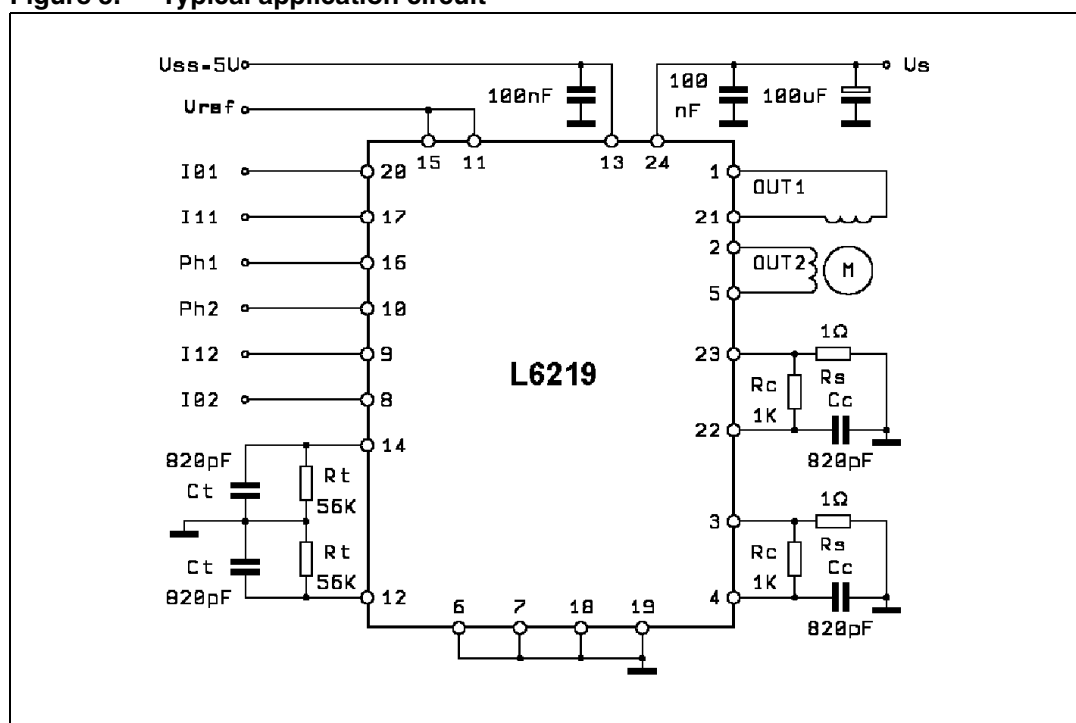 Figure 3. Typical application circuit
Vss-5V
Vref
100nF
100
nF
100uF
Vs
15 11 13 24
I01 20
I11 17
Ph1 16
Ph2 10
I12 9
I02 8
14
820pF
Ct
Rt
56K
Ct
Rt
56K
820pF
12
L6219
1
OUT1
21
2
OUT2
M
5
23
1Ω
Rs
Rc
1K
Cc
22
820pF
3
1Ω
Rs
Rc
1K
Cc
4
820pF
6 7 18 19